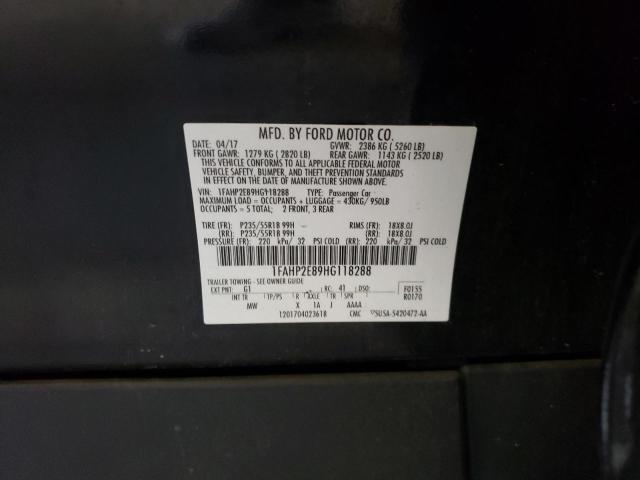 MFD. BY FORD MOTOR CO.
DATE: 04/17 GVWR: 2386 KG ( 5260 LB)
FRONT GAWR: 1279 KG ( 2820 LB) REAR GAWR: 1143 KG ( 2520 LB)
THIS VEHICLE CONFORMS TO ALL APPLICABLE FEDERAL MOTOR
VEHICLE SAFETY, BUMPER, AND THEFT PREVENTION STANDARDS
IN EFFECT ON THE DATE OF MANUFACTURE SHOWN ABOVE.
VIN: 1FAHP2E89HG118288 TYPE: Passenger Car
MAXIMUM LOAD = OCCUPANTS + LUGGAGE = 430KG/ 950LB
OCCUPANTS = 5 TOTAL: 2 FRONT, 3 REAR
TIRE (FR): P235/55R18 99H RIMS (FR): 18X8.0J
(RR): P235/55R18 99H (RR): 18X8.0J
PRESSURE (FR): 220 kPa/ 32 PSI COLD (RR): 220 kPa/ 32 PSI COLD
1FAHP2E89HG118288
TRAILER TOWING - SEE OWNER GUIDE
EXT PNT: G1 RC: 41 DSO: F0155
INT TR TP/PS R AXLE TR SPR R0170
MW X 1A J AAAA
1201704023618 CMC 5USA-5420472-AA